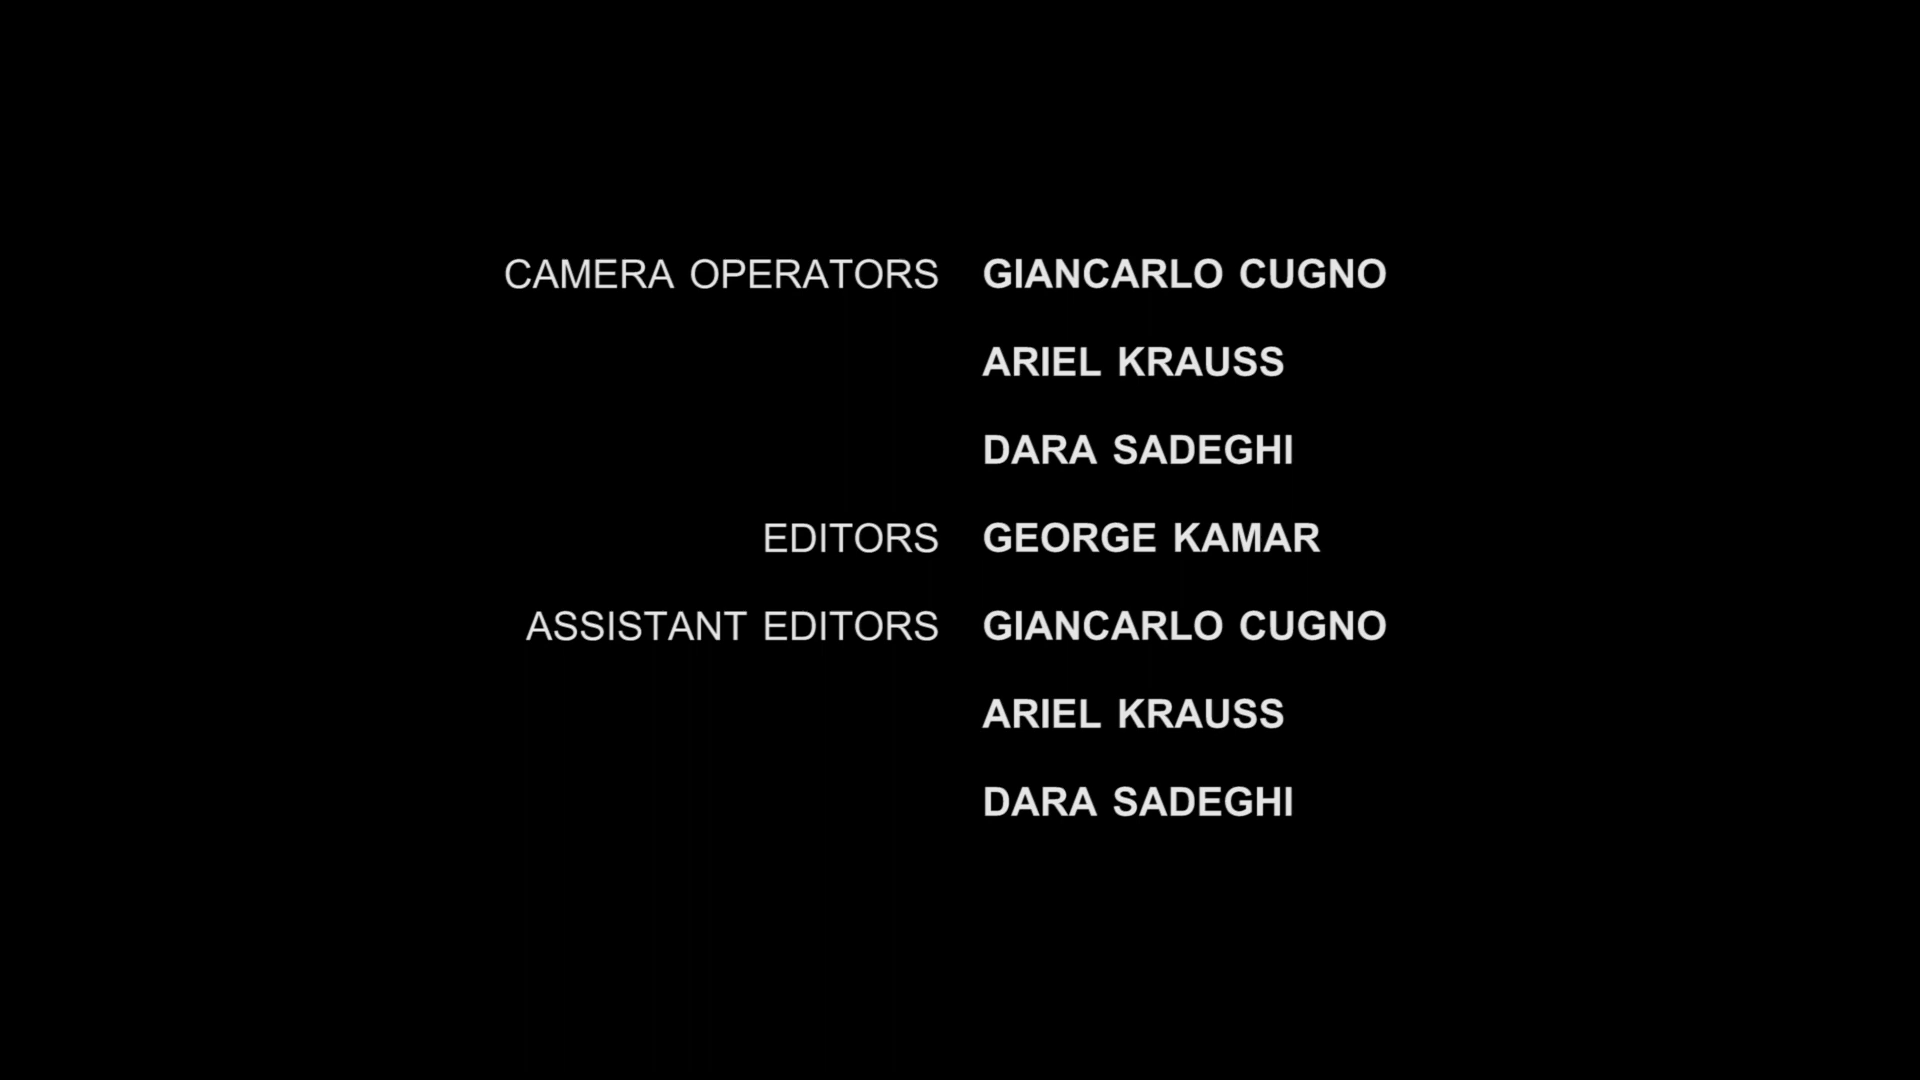 CAMERA OPERATORS GIANCARLO CUGNO
ARIEL KRAUSS
DARA SADEGHI
EDITORS GEORGE KAMAR
ASSISTANT EDITORS GIANCARLO CUGNO
ARIEL KRAUSS
DARA SADEGHI